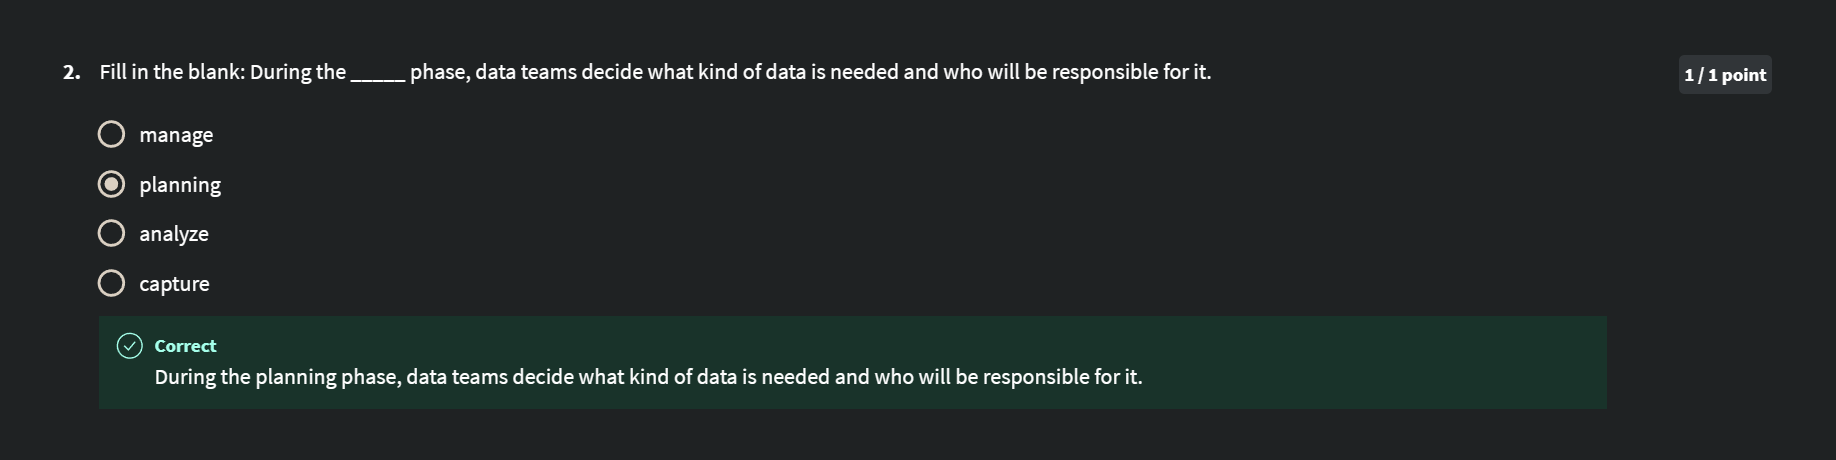 2. Fill in the blank: During the _____ phase, data teams decide what kind of data is needed and who will be responsible for it.
1 / 1 point
manage
planning
analyze
capture
Correct
During the planning phase, data teams decide what kind of data is needed and who will be responsible for it.